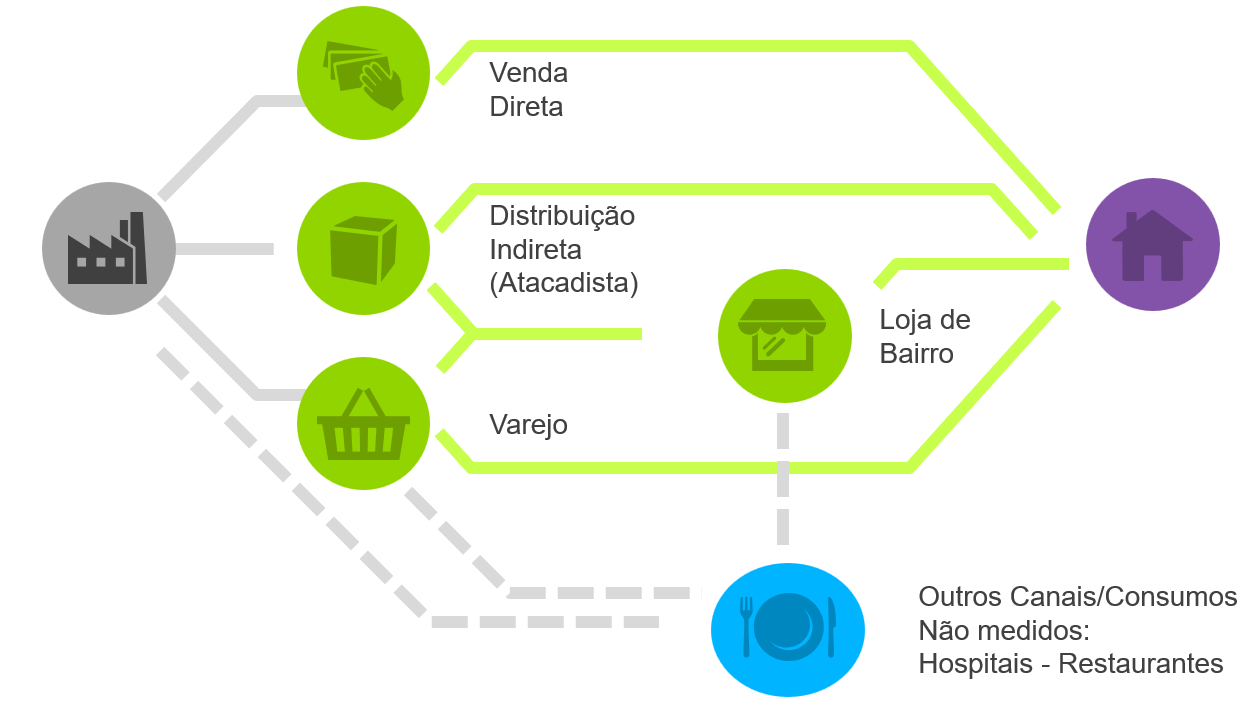 Venda
Direta
Distribuição
Indireta
(Atacadista)
Loja de
Bairro
Varejo
Outros Canais/Consumos
Não medidos:
Hospitais - Restaurantes